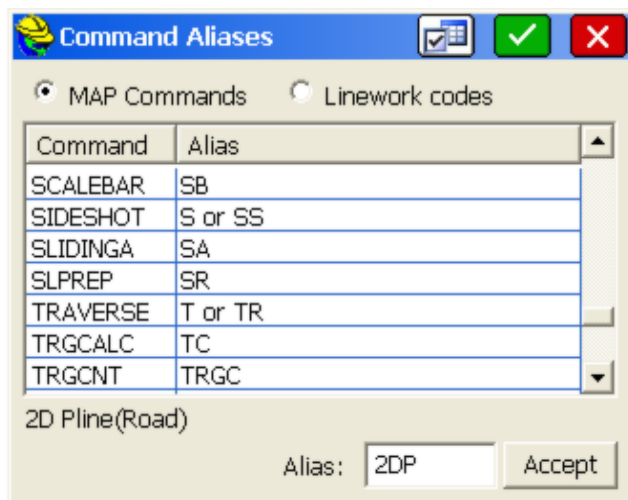 Command Aliases
MAP Commands Linework codes
Command Alias
SCALEBAR SB
SIDESHOT S or SS
SLIDINGA SA
SLPREP SR
TRAVERSE T or TR
TRGCALC TC
TRGCNT TRGC
2D Pline(Road)
Alias: 2DP Accept